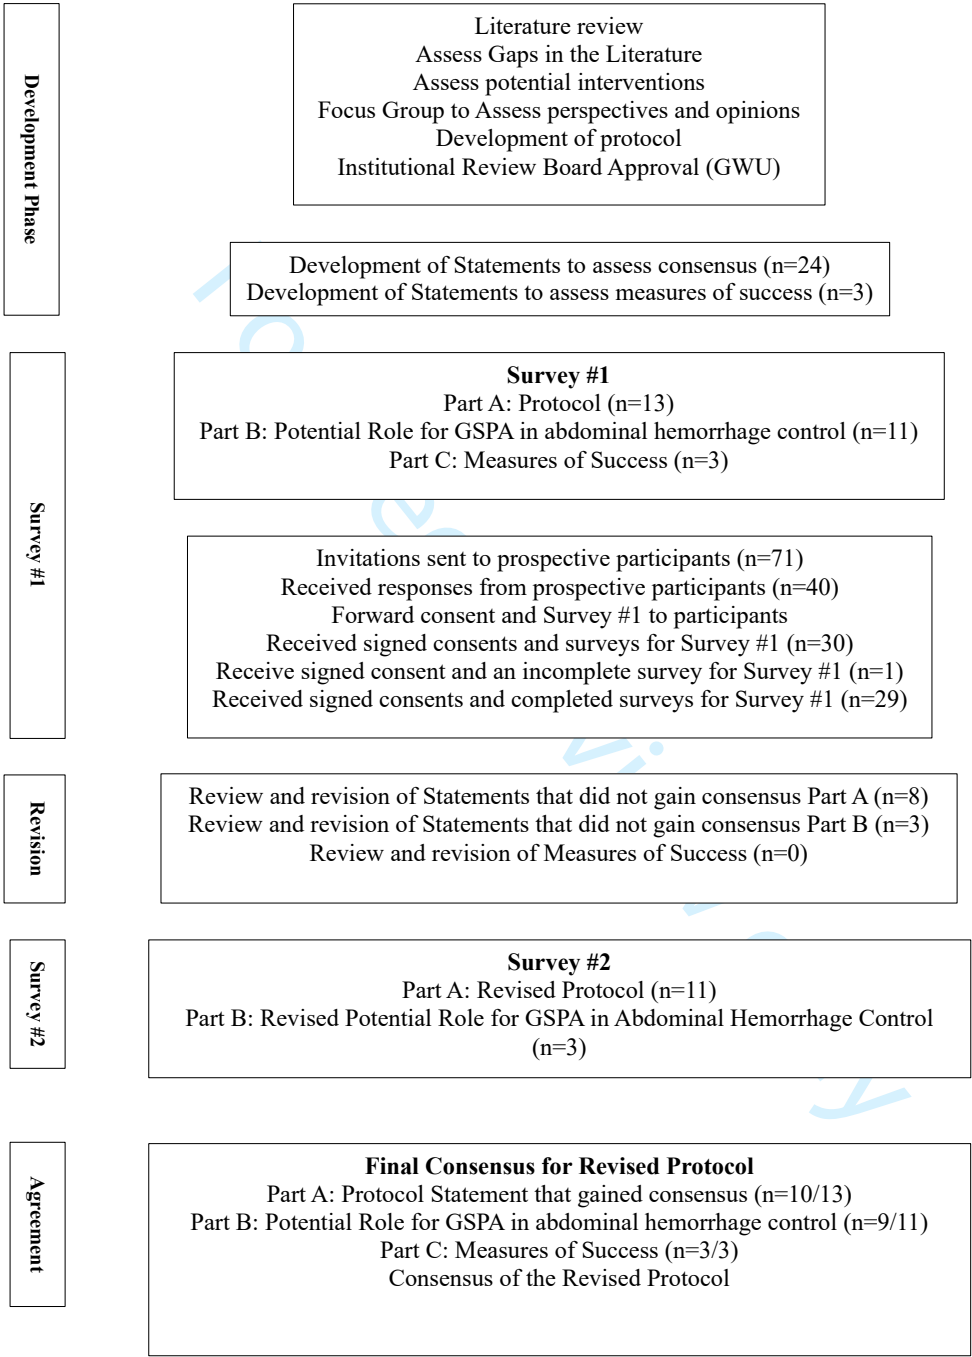 Development Phase
Literature review
Assess Gaps in the Literature
Assess potential interventions
Focus Group to Assess perspectives and opinions
Development of protocol
Institutional Review Board Approval (GWU)
Development of Statements to assess consensus (n=24)
Development of Statements to assess measures of success (n=3)
Survey #1
Survey #1
Part A: Protocol (n=13)
Part B: Potential Role for GSPA in abdominal hemorrhage control (n=11)
Part C: Measures of Success (n=3)
Invitations sent to prospective participants (n=71)
Received responses from prospective participants (n=40)
Forward consent and Survey #1 to participants
Received signed consents and surveys for Survey #1 (n=30)
Receive signed consent and an incomplete survey for Survey #1 (n=1)
Received signed consents and completed surveys for Survey #1 (n=29)
Revision
Review and revision of Statements that did not gain consensus Part A (n=8)
Review and revision of Statements that did not gain consensus Part B (n=3)
Review and revision of Measures of Success (n=0)
Survey #2
Survey #2
Part A: Revised Protocol (n=11)
Part B: Revised Potential Role for GSPA in Abdominal Hemorrhage Control
(n=3)
Agreement
Final Consensus for Revised Protocol
Part A: Protocol Statement that gained consensus (n=10/13)
Part B: Potential Role for GSPA in abdominal hemorrhage control (n=9/11)
Part C: Measures of Success (n=3/3)
Consensus of the Revised Protocol